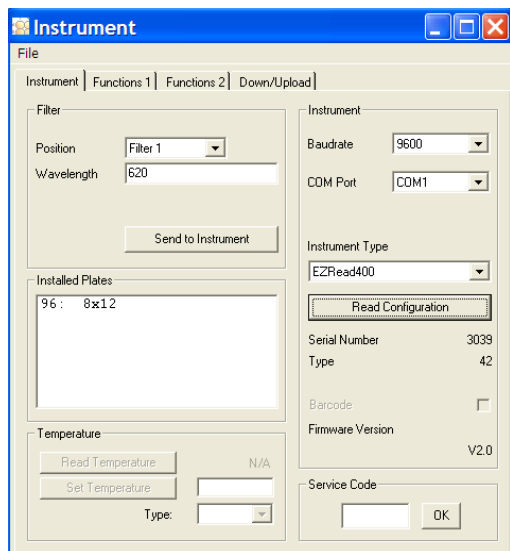 Instrument
File
Instrument
Functions 1
Functions 2
Down/Upload
Filter
Position
Filter 1
Wavelength
620
Send to Instrument
Installed Plates
96: 8x12
Temperature
Read Temperature
N/A
Set Temperature
Type:
Instrument
Baudrate
9600
COM Port
COM1
Instrument Type
EZRead400
Read Configuration
Serial Number
3039
Type
42
Barcode
Firmware Version
V2.0
Service Code
OK